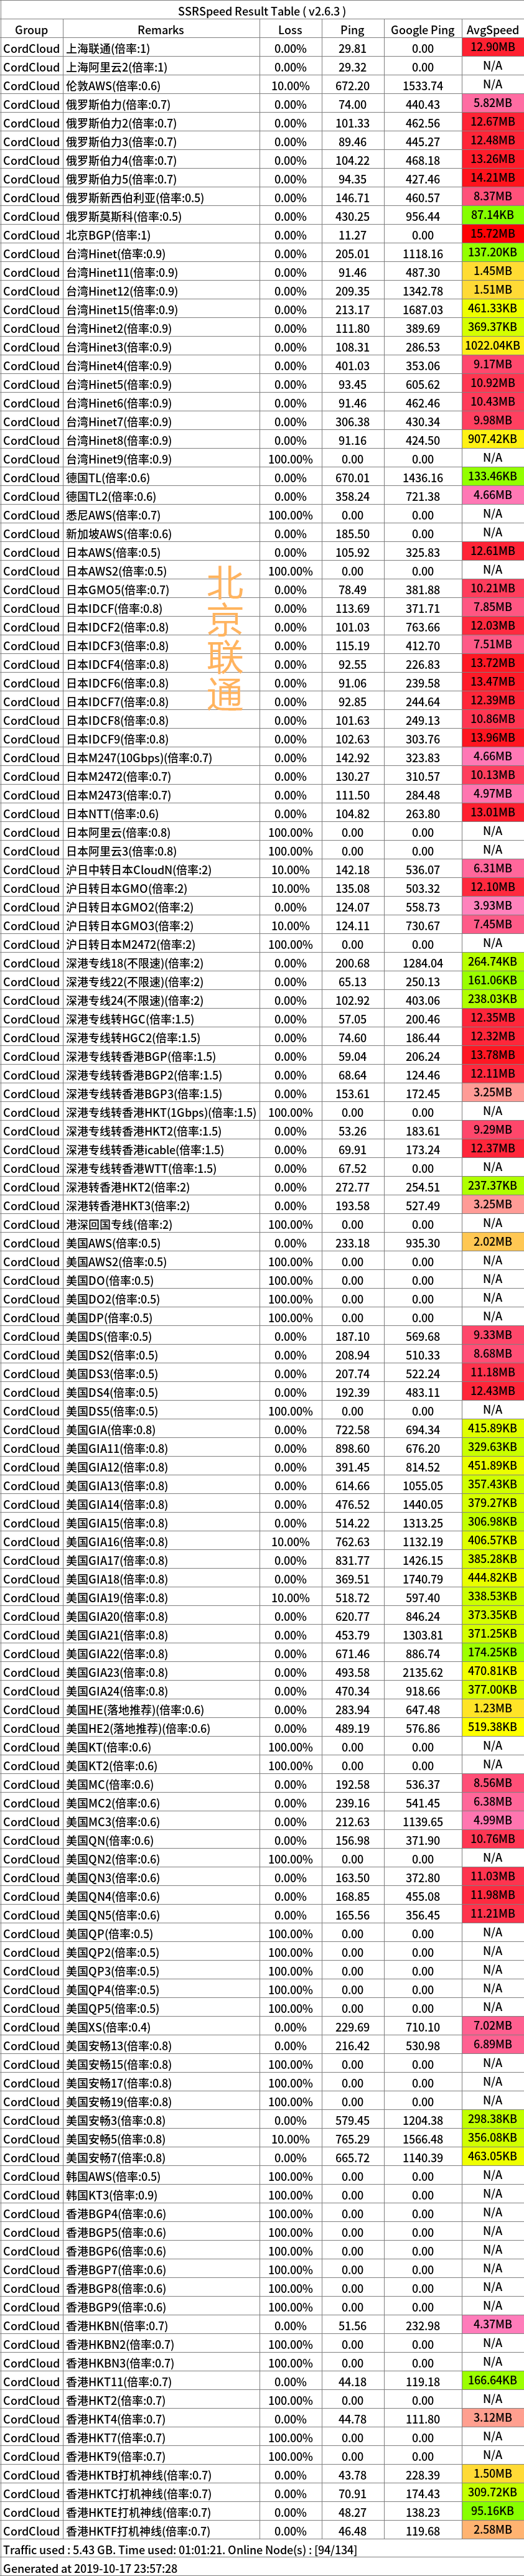 SSRSpeed Result Table ( v2.6.3 )
Group Remarks Loss Ping Google Ping AvgSpeed
CordCloud 上海联通(倍率:1) 0.00% 29.81 0.00 12.90MB
CordCloud 上海阿里云2(倍率:1) 0.00% 29.32 0.00 N/A
CordCloud 伦敦AWS(倍率:0.6) 10.00% 672.20 1533.74 N/A
CordCloud 俄罗斯伯力(倍率:0.7) 0.00% 74.00 440.43 5.82MB
CordCloud 俄罗斯伯力2(倍率:0.7) 0.00% 101.33 462.56 12.67MB
CordCloud 俄罗斯伯力3(倍率:0.7) 0.00% 89.46 445.27 12.48MB
CordCloud 俄罗斯伯力4(倍率:0.7) 0.00% 104.22 468.18 13.26MB
CordCloud 俄罗斯伯力5(倍率:0.7) 0.00% 94.35 427.46 14.21MB
CordCloud 俄罗斯新西伯利亚(倍率:0.5) 0.00% 146.71 460.57 8.37MB
CordCloud 俄罗斯莫斯科(倍率:0.5) 0.00% 430.25 956.44 87.14KB
CordCloud 北京BGP(倍率:1) 0.00% 11.27 0.00 15.72MB
CordCloud 台湾Hinet(倍率:0.9) 0.00% 205.01 1118.16 137.20KB
CordCloud 台湾Hinet11(倍率:0.9) 0.00% 91.46 487.30 1.45MB
CordCloud 台湾Hinet12(倍率:0.9) 0.00% 209.35 1342.78 1.51MB
CordCloud 台湾Hinet15(倍率:0.9) 0.00% 213.17 1687.03 461.33KB
CordCloud 台湾Hinet2(倍率:0.9) 0.00% 111.80 389.69 369.37KB
CordCloud 台湾Hinet3(倍率:0.9) 0.00% 108.31 286.53 1022.04KB
CordCloud 台湾Hinet4(倍率:0.9) 0.00% 401.03 353.06 9.17MB
CordCloud 台湾Hinet5(倍率:0.9) 0.00% 93.45 605.62 10.92MB
CordCloud 台湾Hinet6(倍率:0.9) 0.00% 91.46 462.46 10.43MB
CordCloud 台湾Hinet7(倍率:0.9) 0.00% 306.38 430.34 9.98MB
CordCloud 台湾Hinet8(倍率:0.9) 0.00% 91.16 424.50 907.42KB
CordCloud 台湾Hinet9(倍率:0.9) 100.00% 0.00 0.00 N/A
CordCloud 德国TL(倍率:0.6) 0.00% 670.01 1436.16 133.46KB
CordCloud 德国TL2(倍率:0.6) 0.00% 358.24 721.38 4.66MB
CordCloud 悉尼AWS(倍率:0.7) 100.00% 0.00 0.00 N/A
CordCloud 新加坡AWS(倍率:0.6) 0.00% 185.50 0.00 N/A
CordCloud 日本AWS(倍率:0.5) 0.00% 105.92 325.83 12.61MB
CordCloud 日本AWS2(倍率:0.5) 100.00% 0.00 0.00 N/A
CordCloud 日本GMO5(倍率:0.7) 0.00% 78.49 381.88 10.21MB
CordCloud 日本IDCF(倍率:0.8) 0.00% 113.69 371.71 7.85MB
CordCloud 日本IDCF2(倍率:0.8) 0.00% 101.03 763.66 12.03MB
CordCloud 日本IDCF3(倍率:0.8) 0.00% 115.19 412.70 7.51MB
CordCloud 日本IDCF4(倍率:0.8) 0.00% 92.55 226.83 13.72MB
CordCloud 日本IDCF6(倍率:0.8) 0.00% 91.06 239.58 13.47MB
CordCloud 日本IDCF7(倍率:0.8) 0.00% 92.85 244.64 12.39MB
CordCloud 日本IDCF8(倍率:0.8) 0.00% 101.63 249.13 10.86MB
CordCloud 日本IDCF9(倍率:0.8) 0.00% 102.63 303.76 13.96MB
北京联通
CordCloud 日本M247(10Gbps)(倍率:0.7) 0.00% 142.92 323.83 4.66MB
CordCloud 日本M2472(倍率:0.7) 0.00% 130.27 310.57 10.13MB
CordCloud 日本M2473(倍率:0.7) 0.00% 111.50 284.48 4.97MB
CordCloud 日本NTT(倍率:0.6) 0.00% 104.82 263.80 13.01MB
CordCloud 日本阿里云(倍率:0.8) 100.00% 0.00 0.00 N/A
CordCloud 日本阿里云3(倍率:0.8) 100.00% 0.00 0.00 N/A
CordCloud 沪日中转日本CloudN(倍率:2) 10.00% 142.18 536.07 6.31MB
CordCloud 沪日转日本GMO(倍率:2) 10.00% 135.08 503.32 12.10MB
CordCloud 沪日转日本GMO2(倍率:2) 0.00% 124.07 558.73 3.93MB
CordCloud 沪日转日本GMO3(倍率:2) 10.00% 124.11 730.67 7.45MB
CordCloud 沪日转日本M2472(倍率:2) 100.00% 0.00 0.00 N/A
CordCloud 深港专线18(不限速)(倍率:2) 0.00% 200.68 1284.04 264.74KB
CordCloud 深港专线22(不限速)(倍率:2) 0.00% 65.13 250.13 161.06KB
CordCloud 深港专线24(不限速)(倍率:2) 0.00% 102.92 403.06 238.03KB
CordCloud 深港专线转HGC(倍率:1.5) 0.00% 57.05 200.46 12.35MB
CordCloud 深港专线转HGC2(倍率:1.5) 0.00% 74.60 186.44 12.32MB
CordCloud 深港专线转香港BGP(倍率:1.5) 0.00% 59.04 206.24 13.78MB
CordCloud 深港专线转香港BGP2(倍率:1.5) 0.00% 68.64 124.46 12.11MB
CordCloud 深港专线转香港BGP3(倍率:1.5) 0.00% 153.61 172.45 3.25MB
CordCloud 深港专线转香港HKT(1Gbps)(倍率:1.5) 100.00% 0.00 0.00 N/A
CordCloud 深港专线转香港HKT2(倍率:1.5) 0.00% 53.26 183.61 9.29MB
CordCloud 深港专线转香港icable(倍率:1.5) 0.00% 69.91 173.24 12.37MB
CordCloud 深港专线转香港WTT(倍率:1.5) 0.00% 67.52 0.00 N/A
CordCloud 深港转香港HKT2(倍率:2) 0.00% 272.77 254.51 237.37KB
CordCloud 深港转香港HKT3(倍率:2) 0.00% 193.58 527.49 3.25MB
CordCloud 港深回国专线(倍率:2) 100.00% 0.00 0.00 N/A
CordCloud 美国AWS(倍率:0.5) 0.00% 233.18 935.30 2.02MB
CordCloud 美国AWS2(倍率:0.5) 100.00% 0.00 0.00 N/A
CordCloud 美国DO(倍率:0.5) 100.00% 0.00 0.00 N/A
CordCloud 美国DO2(倍率:0.5) 100.00% 0.00 0.00 N/A
CordCloud 美国DP(倍率:0.5) 100.00% 0.00 0.00 N/A
CordCloud 美国DS(倍率:0.5) 0.00% 187.10 569.68 9.33MB
CordCloud 美国DS2(倍率:0.5) 0.00% 208.94 510.33 8.68MB
CordCloud 美国DS3(倍率:0.5) 0.00% 207.74 522.24 11.18MB
CordCloud 美国DS4(倍率:0.5) 0.00% 192.39 483.11 12.43MB
CordCloud 美国DS5(倍率:0.5) 100.00% 0.00 0.00 N/A
CordCloud 美国GIA(倍率:0.8) 0.00% 722.58 694.34 415.89KB
CordCloud 美国GIA11(倍率:0.8) 0.00% 898.60 676.20 329.63KB
CordCloud 美国GIA12(倍率:0.8) 0.00% 391.45 814.52 451.89KB
CordCloud 美国GIA13(倍率:0.8) 0.00% 614.66 1055.05 357.43KB
CordCloud 美国GIA14(倍率:0.8) 0.00% 476.52 1440.05 379.27KB
CordCloud 美国GIA15(倍率:0.8) 0.00% 514.22 1313.25 306.98KB
CordCloud 美国GIA16(倍率:0.8) 10.00% 762.63 1132.19 406.57KB
CordCloud 美国GIA17(倍率:0.8) 0.00% 831.77 1426.15 385.28KB
CordCloud 美国GIA18(倍率:0.8) 0.00% 369.51 1740.79 444.82KB
CordCloud 美国GIA19(倍率:0.8) 10.00% 518.72 597.40 338.53KB
CordCloud 美国GIA20(倍率:0.8) 0.00% 620.77 846.24 373.35KB
CordCloud 美国GIA21(倍率:0.8) 0.00% 453.79 1303.81 371.25KB
CordCloud 美国GIA22(倍率:0.8) 0.00% 671.46 886.74 174.25KB
CordCloud 美国GIA23(倍率:0.8) 0.00% 493.58 2135.62 470.81KB
CordCloud 美国GIA24(倍率:0.8) 0.00% 470.34 918.66 377.00KB
CordCloud 美国HE(落地推荐)(倍率:0.6) 0.00% 283.94 647.48 1.23MB
CordCloud 美国HE2(落地推荐)(倍率:0.6) 0.00% 489.19 576.86 519.38KB
CordCloud 美国KT(倍率:0.6) 100.00% 0.00 0.00 N/A
CordCloud 美国KT2(倍率:0.6) 100.00% 0.00 0.00 N/A
CordCloud 美国MC(倍率:0.6) 0.00% 192.58 536.37 8.56MB
CordCloud 美国MC2(倍率:0.6) 0.00% 239.16 541.45 6.38MB
CordCloud 美国MC3(倍率:0.6) 0.00% 212.63 1139.65 4.99MB
CordCloud 美国QN(倍率:0.6) 0.00% 156.98 371.90 10.76MB
CordCloud 美国QN2(倍率:0.6) 100.00% 0.00 0.00 N/A
CordCloud 美国QN3(倍率:0.6) 0.00% 163.50 372.80 11.03MB
CordCloud 美国QN4(倍率:0.6) 0.00% 168.85 455.08 11.98MB
CordCloud 美国QN5(倍率:0.6) 0.00% 165.56 356.45 11.21MB
CordCloud 美国QP(倍率:0.5) 100.00% 0.00 0.00 N/A
CordCloud 美国QP2(倍率:0.5) 100.00% 0.00 0.00 N/A
CordCloud 美国QP3(倍率:0.5) 100.00% 0.00 0.00 N/A
CordCloud 美国QP4(倍率:0.5) 100.00% 0.00 0.00 N/A
CordCloud 美国QP5(倍率:0.5) 100.00% 0.00 0.00 N/A
CordCloud 美国XS(倍率:0.4) 0.00% 229.69 710.10 7.02MB
CordCloud 美国安畅13(倍率:0.8) 0.00% 216.42 530.98 6.89MB
CordCloud 美国安畅15(倍率:0.8) 100.00% 0.00 0.00 N/A
CordCloud 美国安畅17(倍率:0.8) 100.00% 0.00 0.00 N/A
CordCloud 美国安畅19(倍率:0.8) 100.00% 0.00 0.00 N/A
CordCloud 美国安畅3(倍率:0.8) 0.00% 579.45 1204.38 298.38KB
CordCloud 美国安畅5(倍率:0.8) 10.00% 765.29 1566.48 356.08KB
CordCloud 美国安畅7(倍率:0.8) 0.00% 665.72 1140.39 463.05KB
CordCloud 韩国AWS(倍率:0.5) 100.00% 0.00 0.00 N/A
CordCloud 韩国KT3(倍率:0.9) 100.00% 0.00 0.00 N/A
CordCloud 香港BGP4(倍率:0.6) 100.00% 0.00 0.00 N/A
CordCloud 香港BGP5(倍率:0.6) 100.00% 0.00 0.00 N/A
CordCloud 香港BGP6(倍率:0.6) 100.00% 0.00 0.00 N/A
CordCloud 香港BGP7(倍率:0.6) 100.00% 0.00 0.00 N/A
CordCloud 香港BGP8(倍率:0.6) 100.00% 0.00 0.00 N/A
CordCloud 香港BGP9(倍率:0.6) 100.00% 0.00 0.00 N/A
CordCloud 香港HKBN(倍率:0.7) 0.00% 51.56 232.98 4.37MB
CordCloud 香港HKBN2(倍率:0.7) 100.00% 0.00 0.00 N/A
CordCloud 香港HKBN3(倍率:0.7) 100.00% 0.00 0.00 N/A
CordCloud 香港HKT11(倍率:0.7) 0.00% 44.18 119.18 166.64KB
CordCloud 香港HKT2(倍率:0.7) 100.00% 0.00 0.00 N/A
CordCloud 香港HKT4(倍率:0.7) 0.00% 44.78 111.80 3.12MB
CordCloud 香港HKT7(倍率:0.7) 100.00% 0.00 0.00 N/A
CordCloud 香港HKT9(倍率:0.7) 100.00% 0.00 0.00 N/A
CordCloud 香港HKTB打机神线(倍率:0.7) 0.00% 43.78 228.39 1.50MB
CordCloud 香港HKTC打机神线(倍率:0.7) 0.00% 70.91 174.43 309.72KB
CordCloud 香港HKTE打机神线(倍率:0.7) 0.00% 48.27 138.23 95.16KB
CordCloud 香港HKTF打机神线(倍率:0.7) 0.00% 46.48 119.68 2.58MB
Traffic used : 5.43 GB. Time used: 01:01:21. Online Node(s) : [94/134]
Generated at 2019-10-17 23:57:28